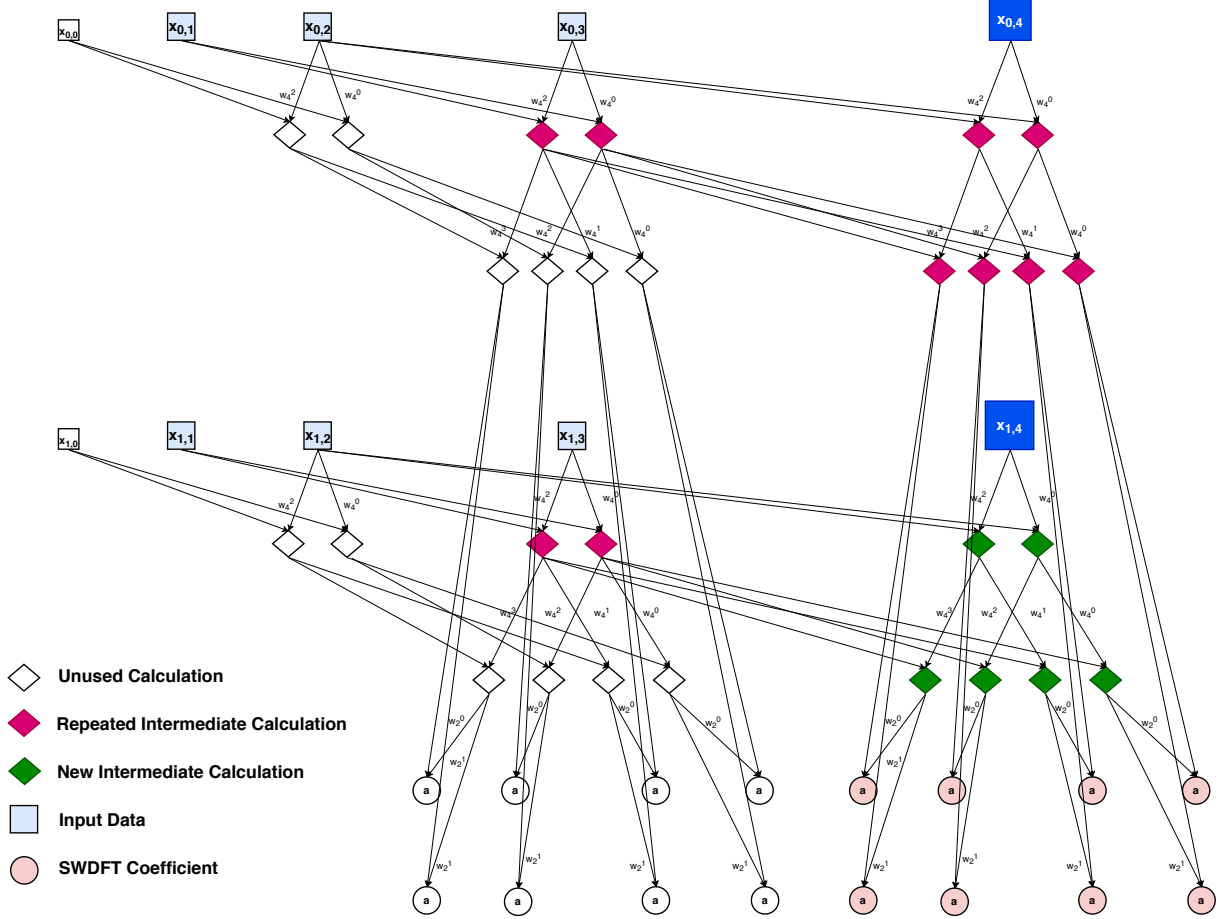 x0,0 x0,1 x0,2 x0,3 x0,4
w4^2 w4^0 w4^2 w4^0 w4^2 w4^0
w4^3 w4^2 w4^1 w4^0 w4^3 w4^2 w4^1 w4^0
x1,0 x1,1 x1,2 x1,3 x1,4
w4^2 w4^0 w4^2 w4^0 w4^2 w4^0
w4^3 w4^2 w4^1 w4^0 w4^3 w4^2 w4^1 w4^0
Unused Calculation
Repeated Intermediate Calculation
w2^0 w2^0 w2^0 w2^0 w2^0 w2^0 w2^0 w2^0
w2^1
New Intermediate Calculation
a a a a a a a a
Input Data
w2^1 w2^1 w2^1 w2^1 w2^1 w2^1 w2^1 w2^1
SWDFT Coefficient
a a a a a a a a